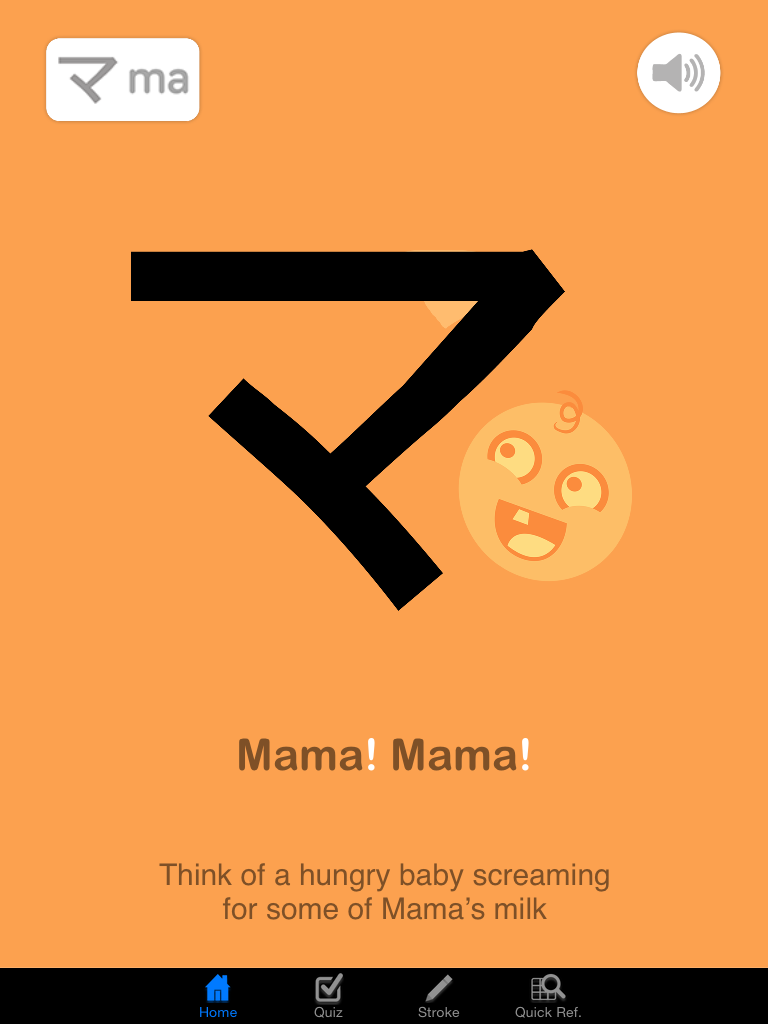 マ ma
マ
Mama! Mama!
Think of a hungry baby screaming
for some of Mama’s milk
Home Quiz Stroke Quick Ref.